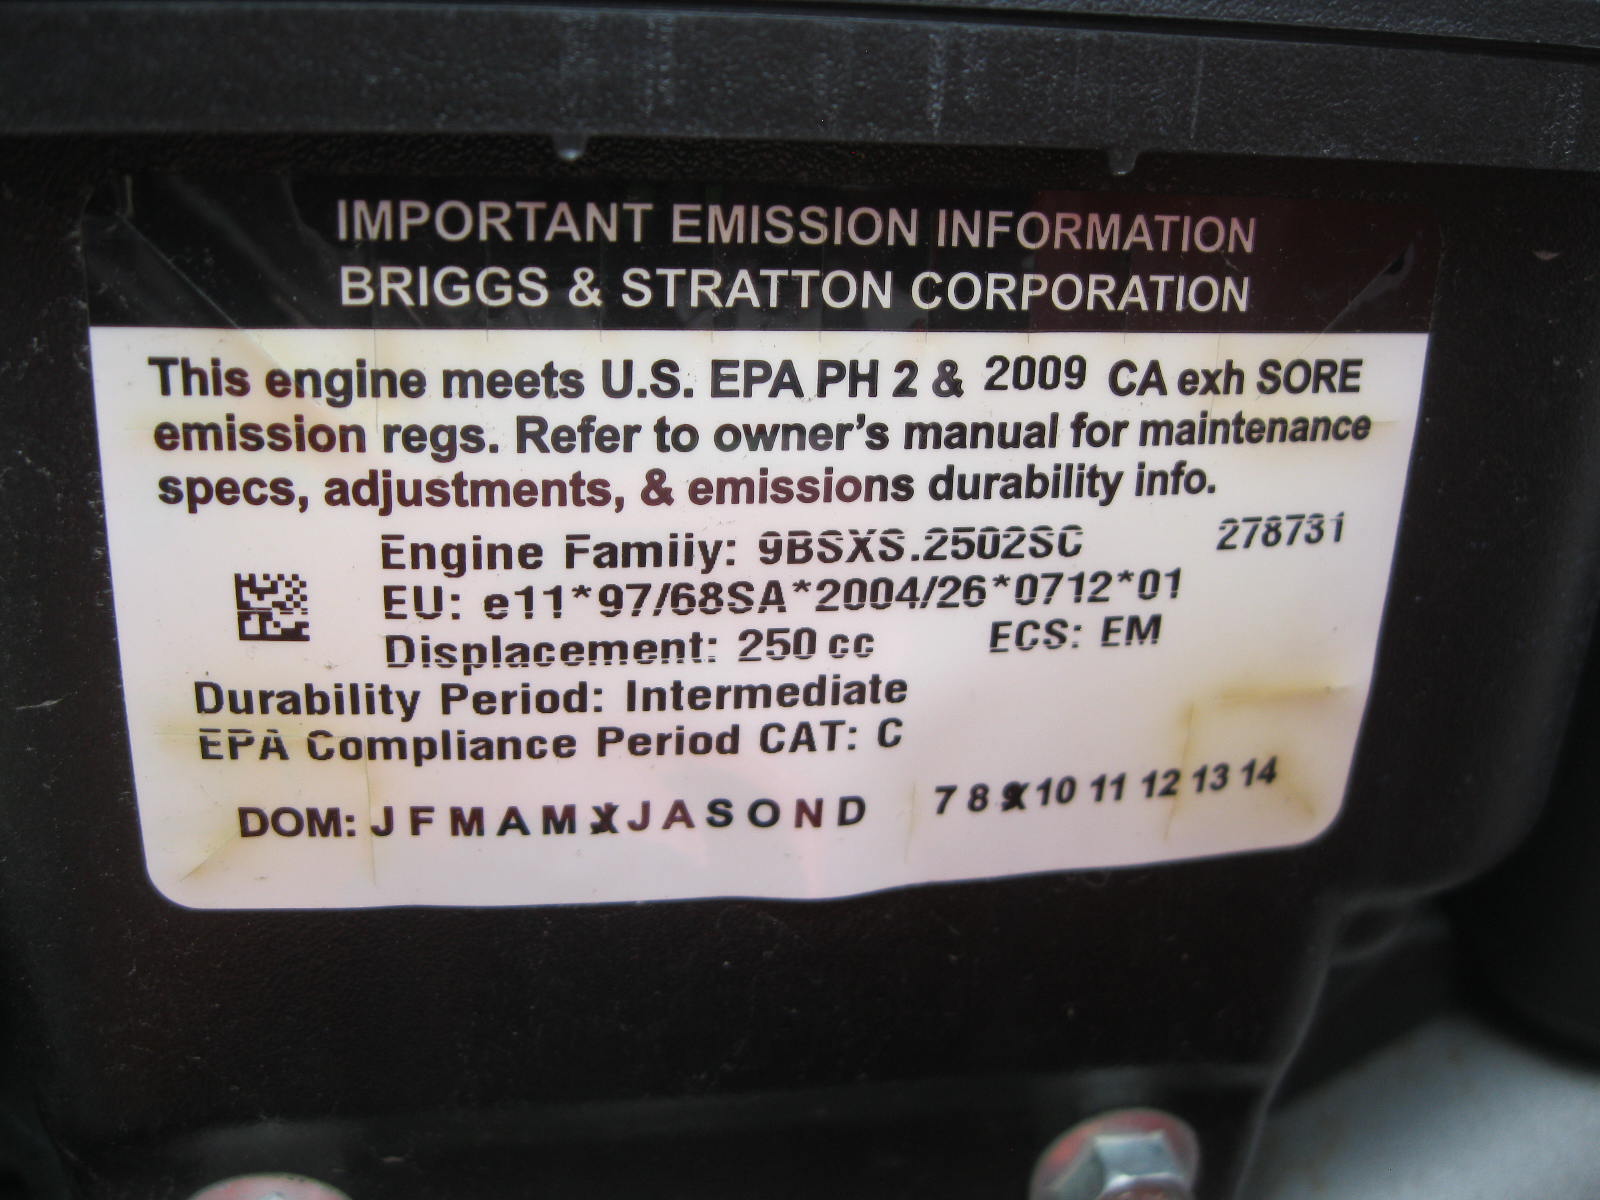 IMPORTANT EMISSION INFORMATION
BRIGGS & STRATTON CORPORATION
This engine meets U.S. EPA PH 2 & 2009 CA exh SORE
emission regs. Refer to owner's manual for maintenance
specs, adjustments, & emissions durability info.
Engine Family: 9BSXS.2502SC 278731
EU: e11*97/68SA*2004/26*0712*01
Displacement: 250 cc ECS: EM
Durability Period: Intermediate
EPA Compliance Period CAT: C
DOM: J F M A M X J A S O N D 7 8 X 10 11 12 13 14